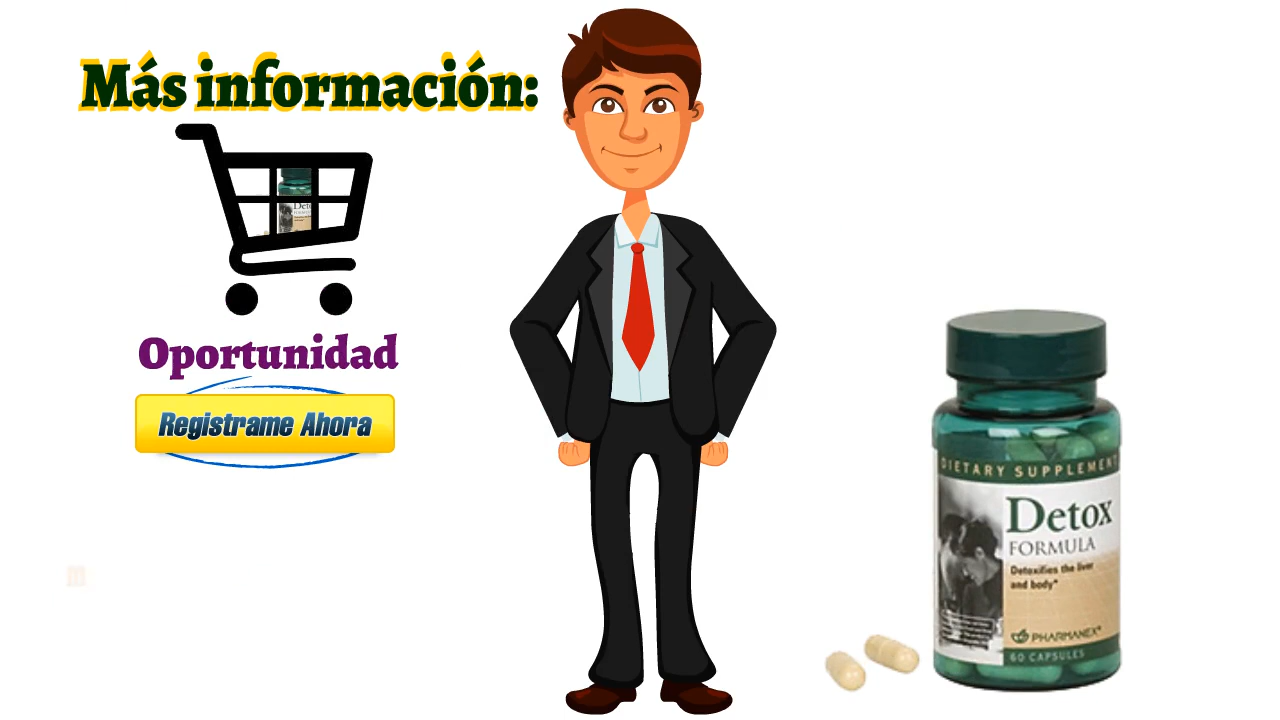 Más información:
Oportunidad
Registrame Ahora
DIETARY SUPPLEMENT
Detox
FORMULA
Detoxifies the liver
and body*
PHARMANEX
60 CAPSULES